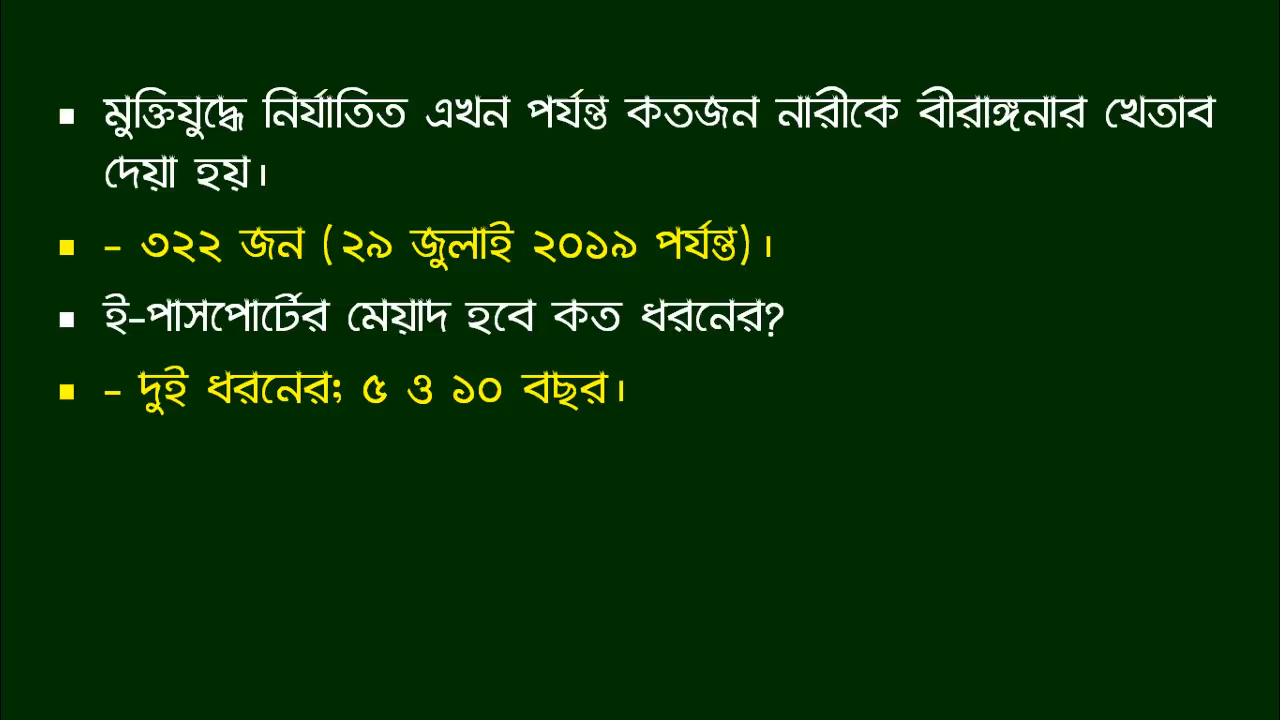 ▪ মুক্তিযুদ্ধে নির্যাতিত এখন পর্যন্ত কতজন নারীকে বীরাঙ্গনার খেতাব
দেয়া হয়।
▪ - ৩২২ জন (২৯ জুলাই ২০১৯ পর্যন্ত)।
▪ ই-পাসপোর্টের মেয়াদ হবে কত ধরনের?
▪ - দুই ধরনের; ৫ ও ১০ বছর।